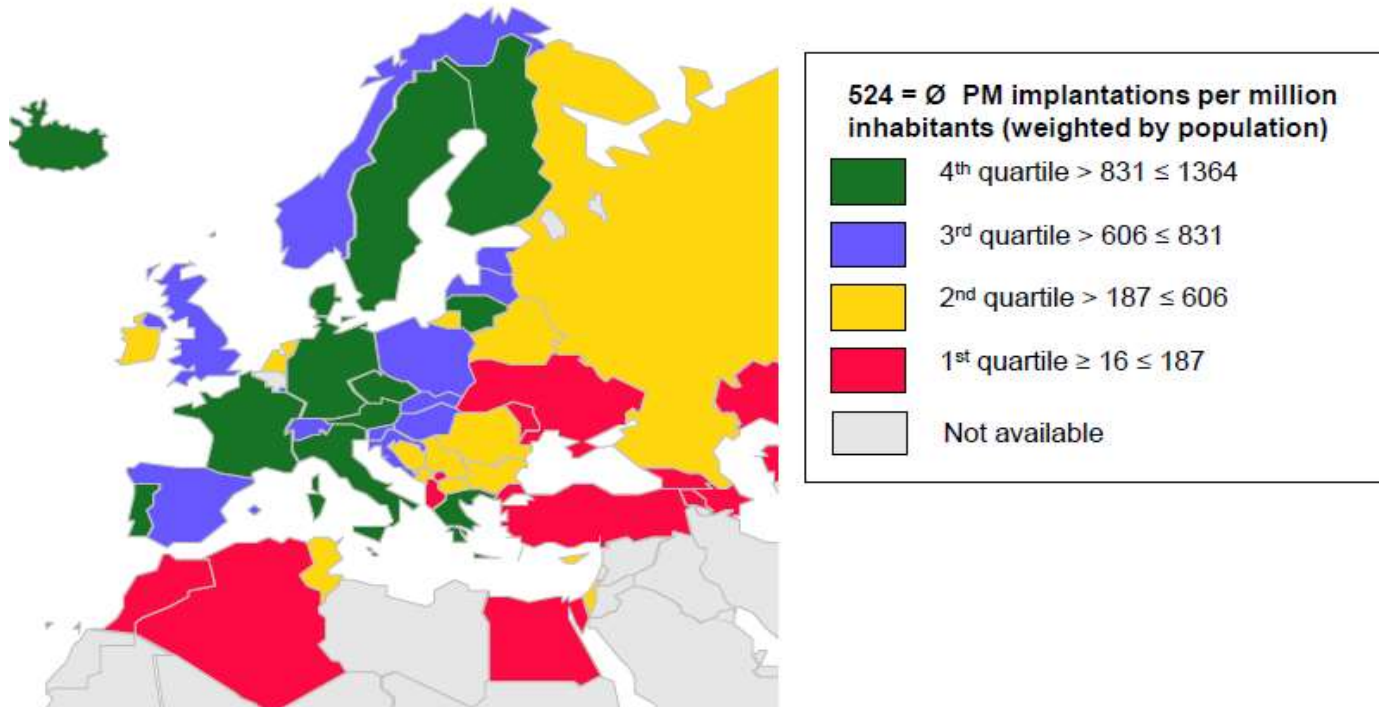 524 = Ø PM implantations per million
inhabitants (weighted by population)
4th quartile > 831 ≤ 1364
3rd quartile > 606 ≤ 831
2nd quartile > 187 ≤ 606
1st quartile ≥ 16 ≤ 187
Not available